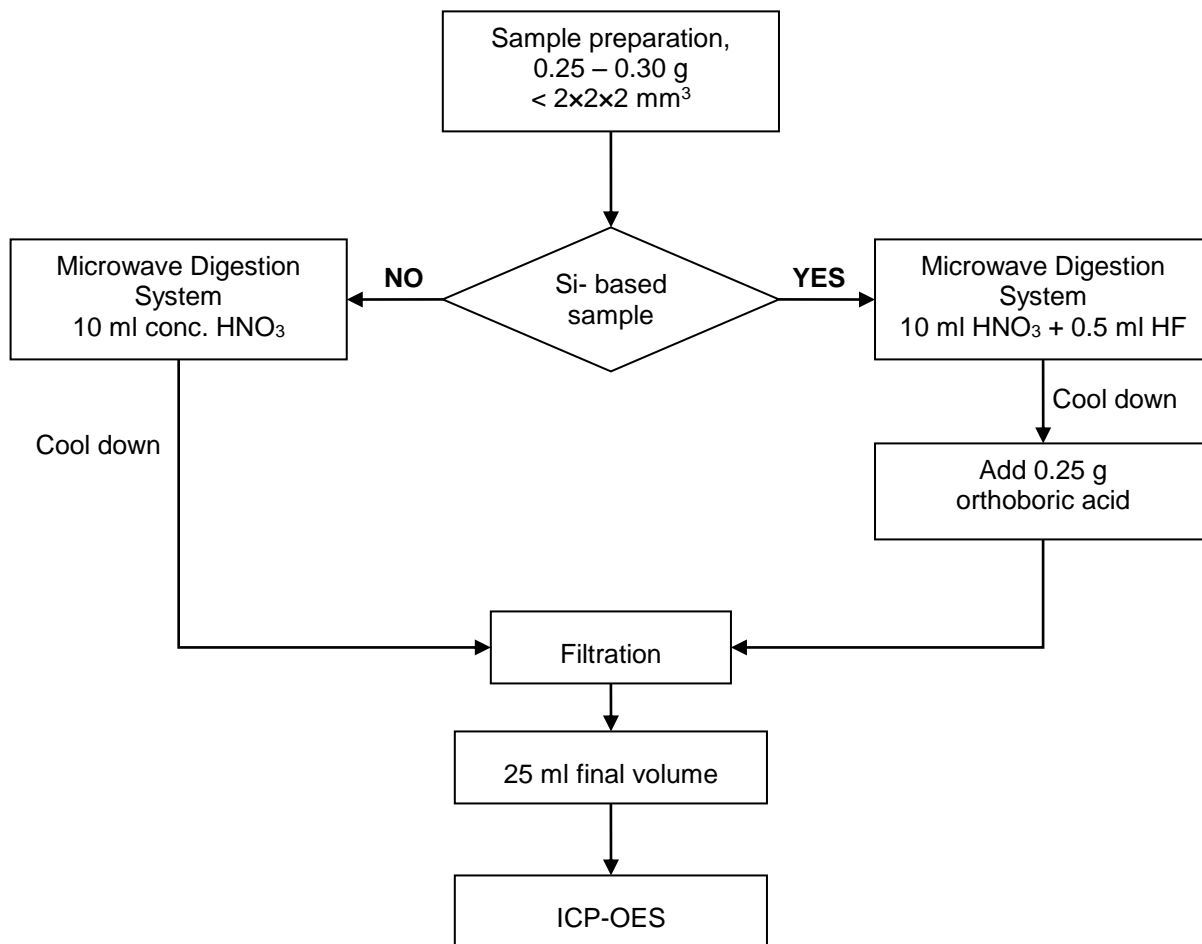 Sample preparation,
0.25 – 0.30 g
< 2×2×2 mm³
Microwave Digestion
System
10 ml conc. HNO₃
NO
Si- based
sample
YES
Microwave Digestion
System
10 ml HNO₃ + 0.5 ml HF
Cool down
Cool down
Add 0.25 g
orthoboric acid
Filtration
25 ml final volume
ICP-OES